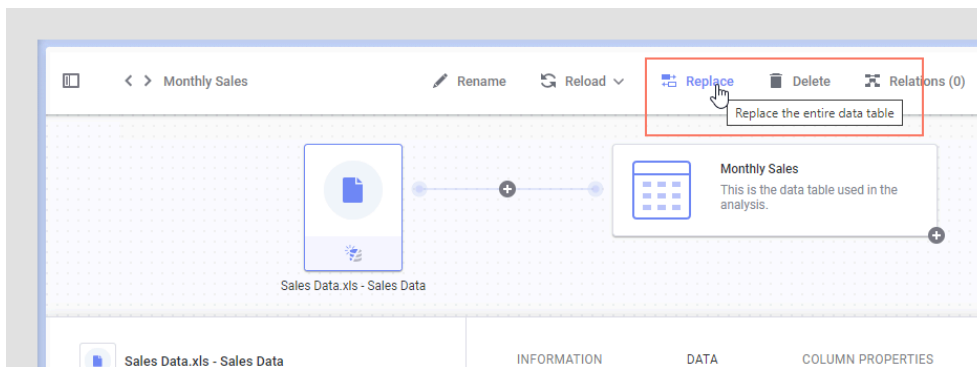 Monthly Sales
Rename
Reload
Replace
Delete
Relations (0)
Replace the entire data table
Monthly Sales
This is the data table used in the
analysis.
Sales Data.xls - Sales Data
Sales Data.xls - Sales Data
INFORMATION
DATA
COLUMN PROPERTIES